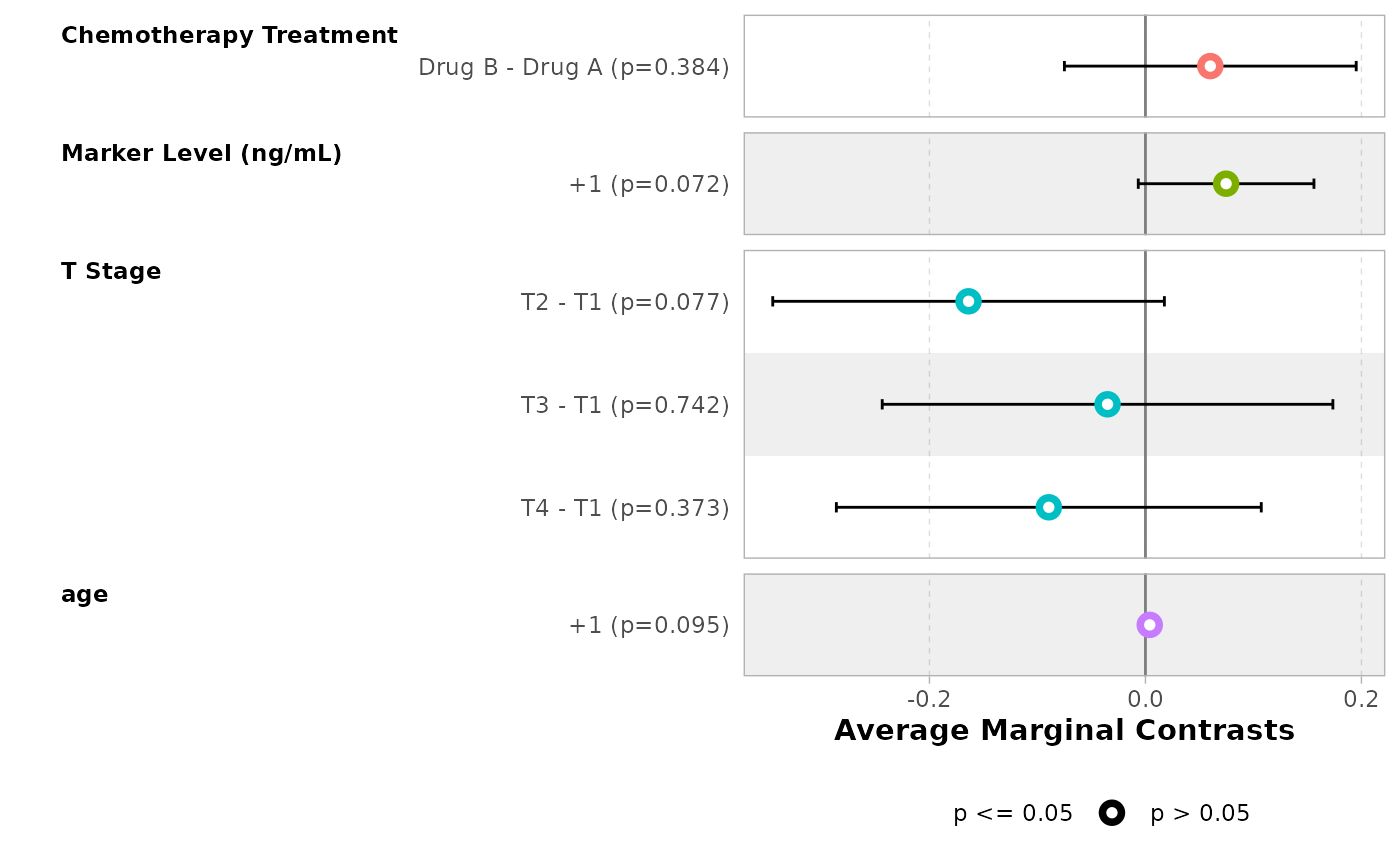 Chemotherapy Treatment
Drug B - Drug A (p=0.384)
Marker Level (ng/mL)
+1 (p=0.072)
T Stage
T2 - T1 (p=0.077)
T3 - T1 (p=0.742)
T4 - T1 (p=0.373)
age
+1 (p=0.095)
-0.2 0.0 0.2
Average Marginal Contrasts
p <= 0.05 p > 0.05